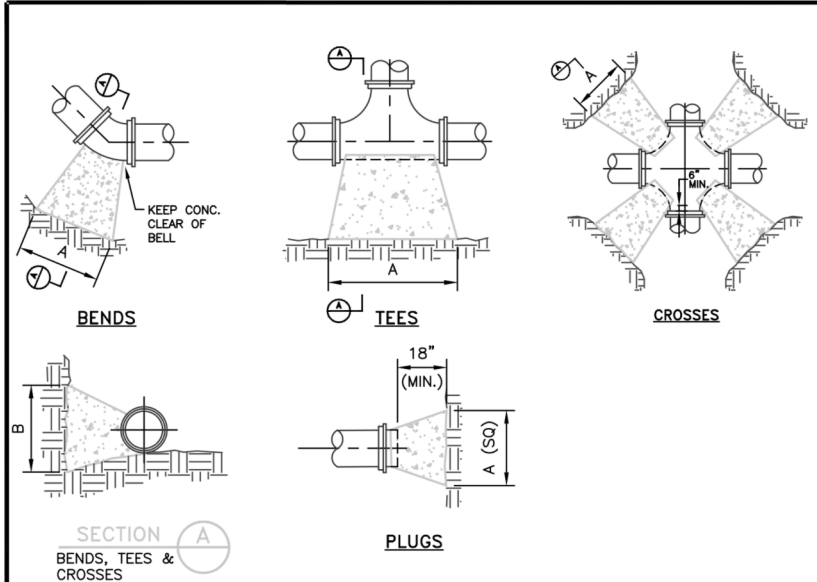 A
KEEP CONC.
CLEAR OF
BELL
A
A
BENDS
A
A
A
TEES
A
A
6"
MIN.
CROSSES
B
SECTION A
BENDS, TEES &
CROSSES
18"
(MIN.)
A (SQ)
PLUGS